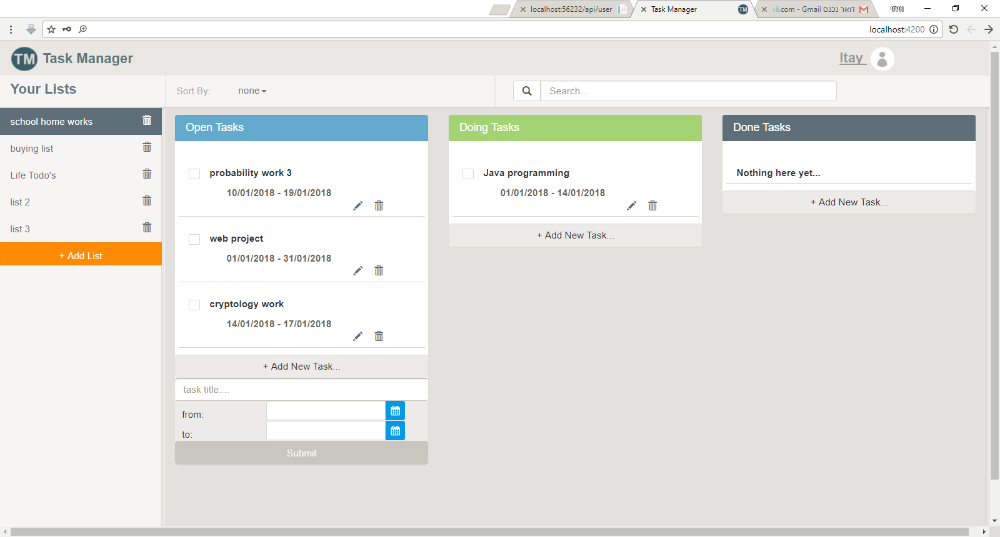 localhost:56232/api/user
Task Manager
TM
ail.com - Gmail דואר נכנס
איתי
localhost:4200
TM Task Manager
Itay
Your Lists
Sort By:
none
Search...
school home works
buying list
Life Todo's
list 2
list 3
+ Add List
Open Tasks
probability work 3
10/01/2018 - 19/01/2018
web project
01/01/2018 - 31/01/2018
cryptology work
14/01/2018 - 17/01/2018
+ Add New Task...
task title....
from:
to:
Submit
Doing Tasks
Java programming
01/01/2018 - 14/01/2018
+ Add New Task...
Done Tasks
Nothing here yet...
+ Add New Task...